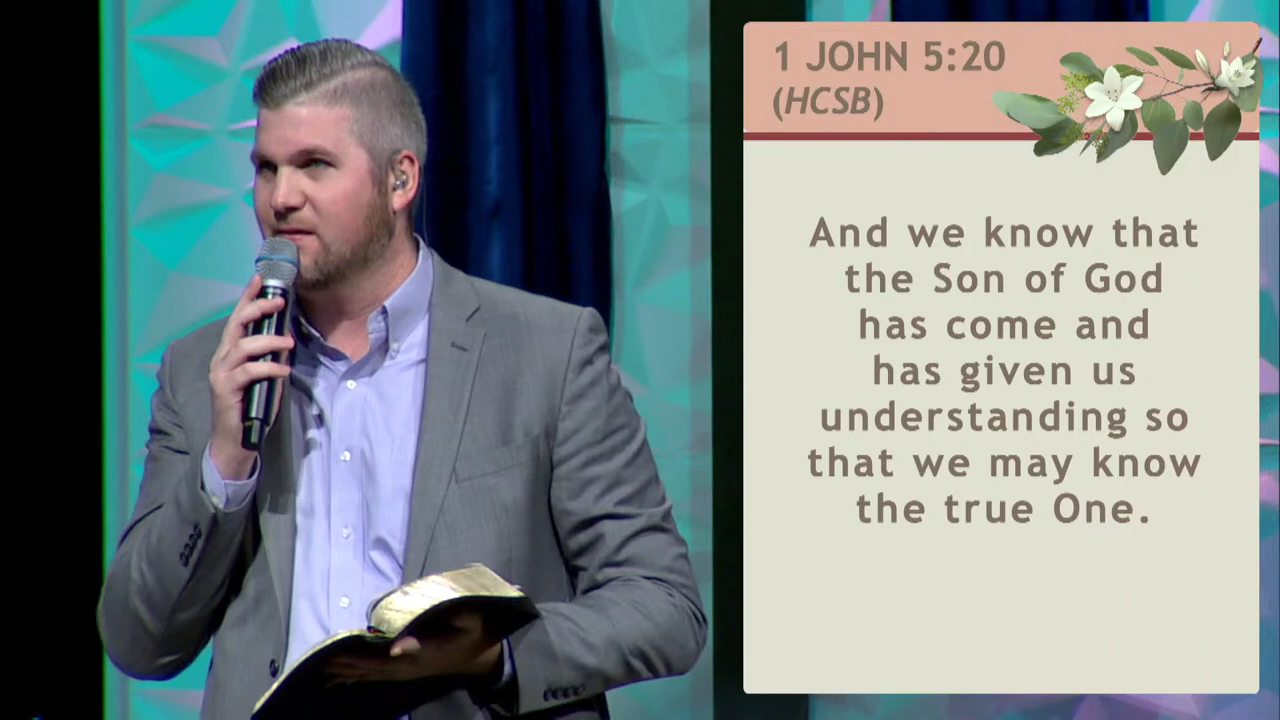 1 JOHN 5:20
(HCSB)
And we know that
the Son of God
has come and
has given us
understanding so
that we may know
the true One.